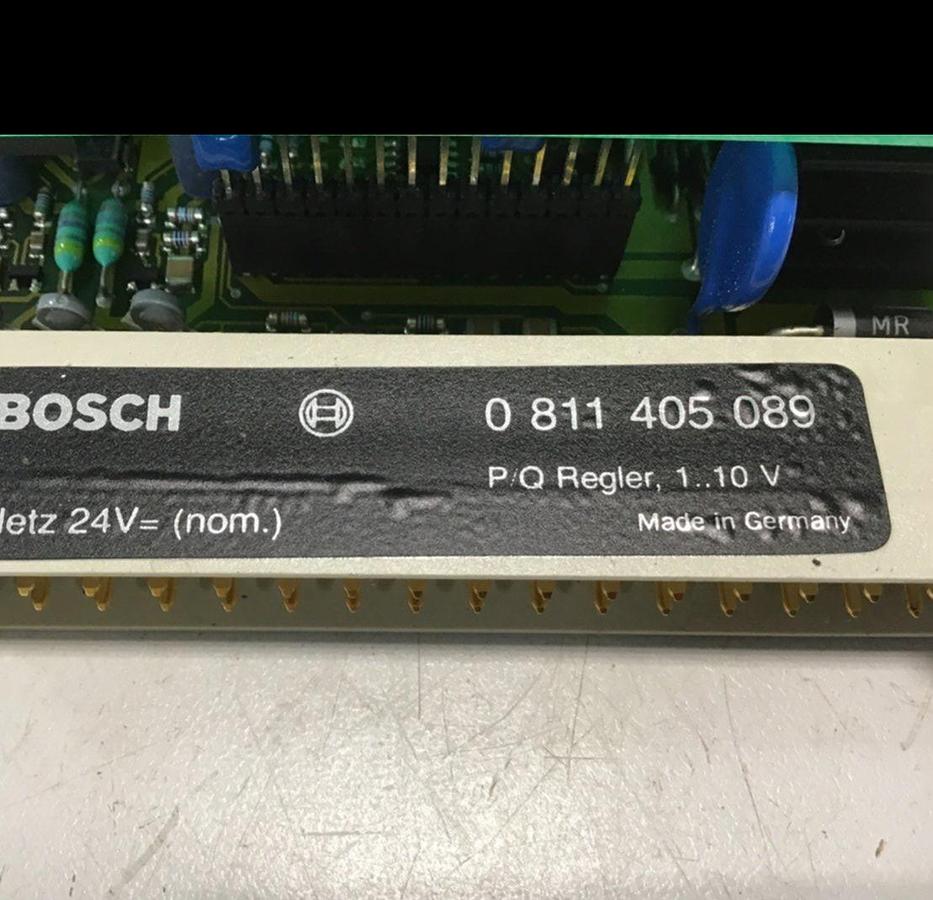 MR
BOSCH 0 811 405 089
P/Q Regler, 1..10 V
letz 24V= (nom.)
Made in Germany